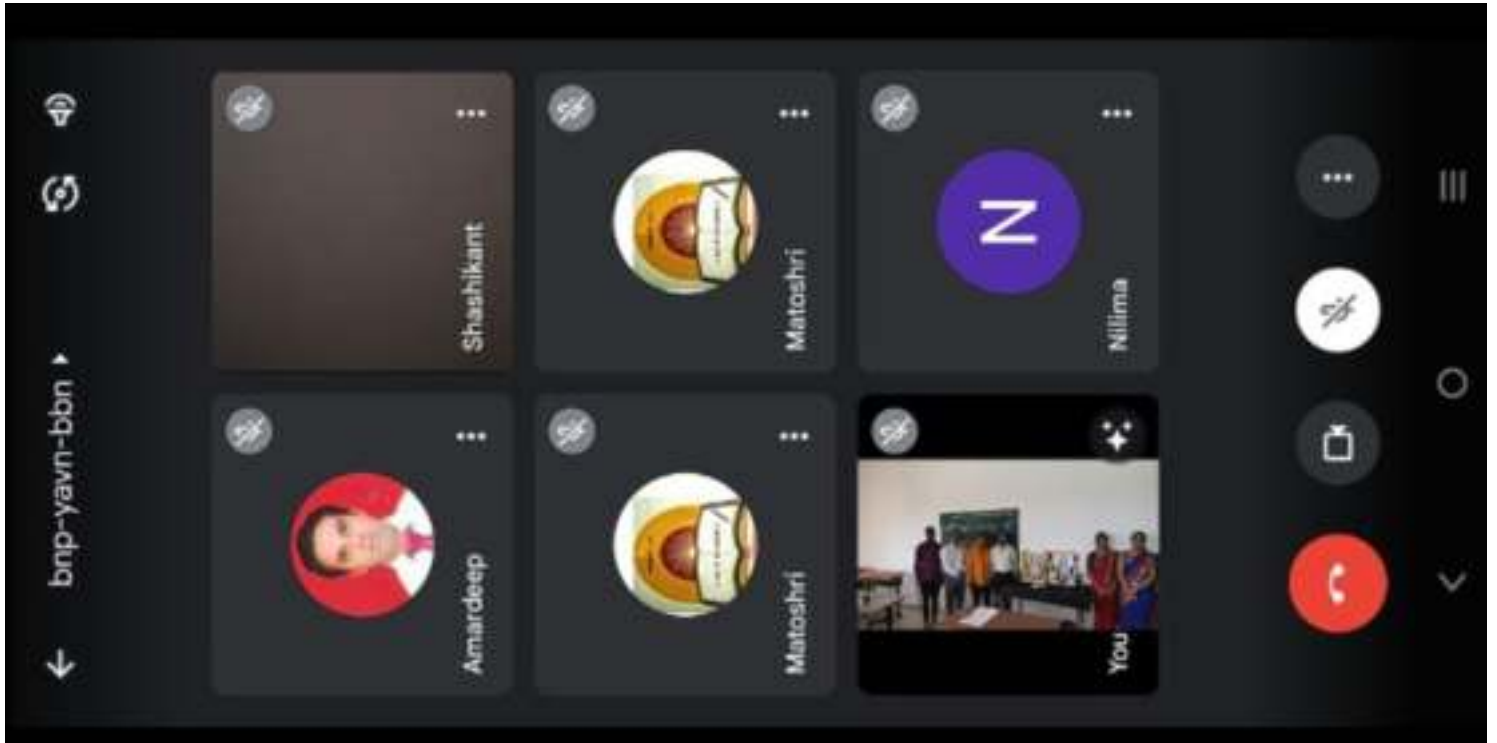 bnp-yavn-bbn
Amardeep
Shashikant
Matoshri
Matoshri
You
N
Nilima